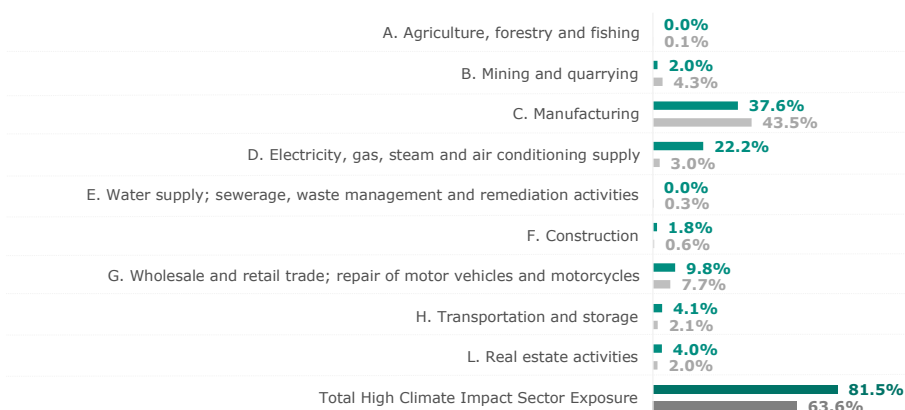 A. Agriculture, forestry and fishing
0.0%
0.1%
B. Mining and quarrying
2.0%
4.3%
C. Manufacturing
37.6%
43.5%
D. Electricity, gas, steam and air conditioning supply
22.2%
3.0%
E. Water supply; sewerage, waste management and remediation activities
0.0%
0.3%
F. Construction
1.8%
0.6%
G. Wholesale and retail trade; repair of motor vehicles and motorcycles
9.8%
7.7%
H. Transportation and storage
4.1%
2.1%
L. Real estate activities
4.0%
2.0%
Total High Climate Impact Sector Exposure
81.5%
63.6%